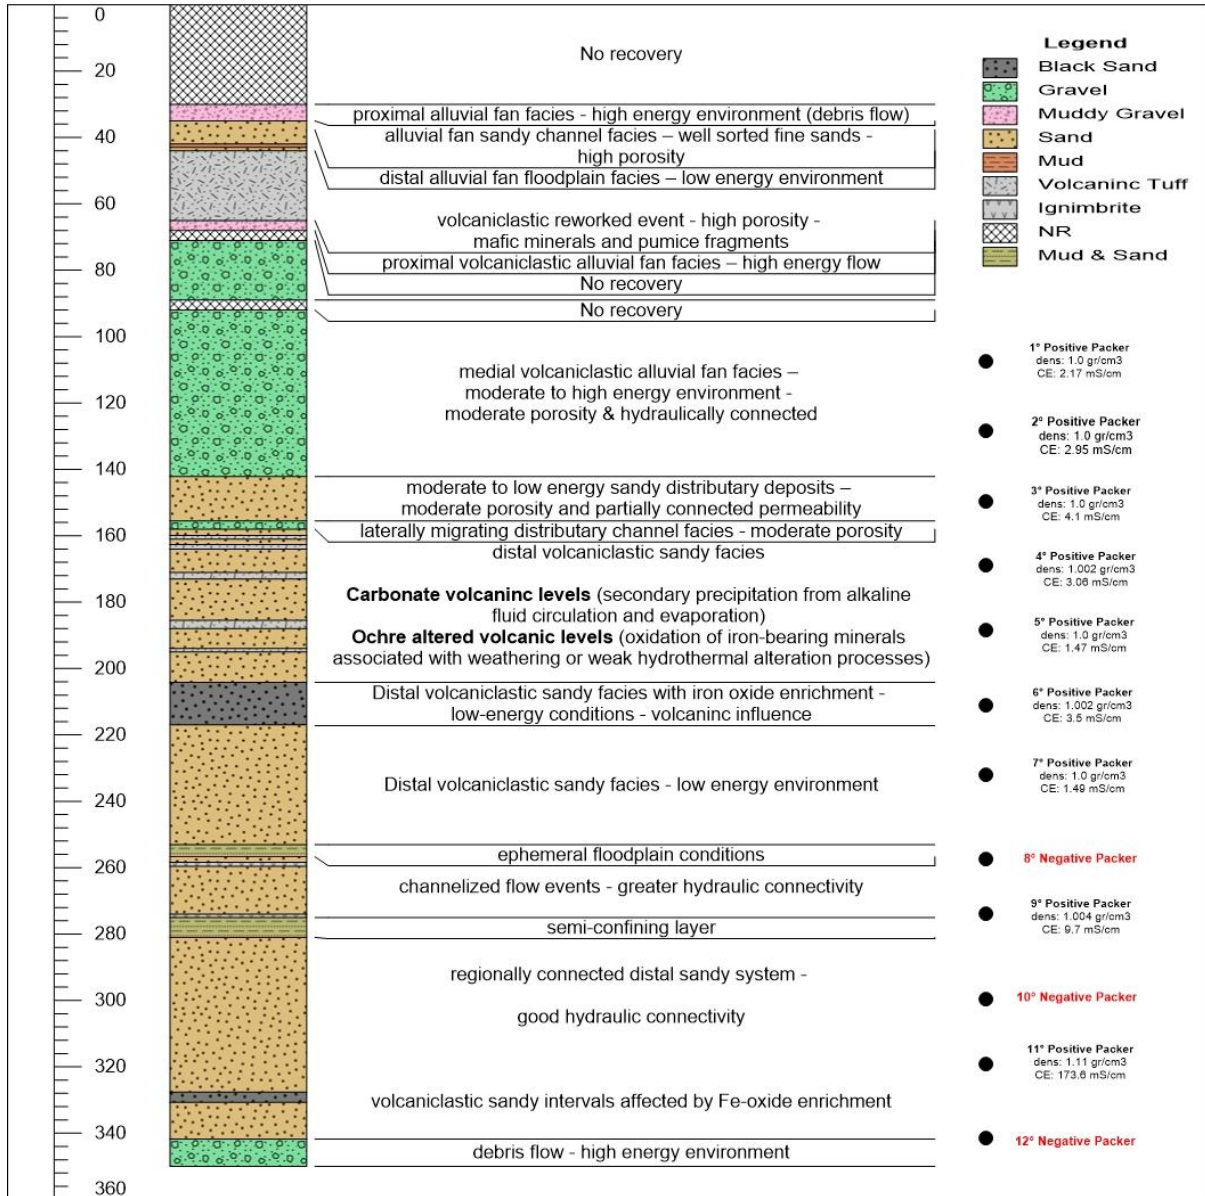 0
20
40
60
80
100
120
140
160
180
200
220
240
260
280
300
320
340
360
No recovery
proximal alluvial fan facies - high energy environment (debris flow)
alluvial fan sandy channel facies – well sorted fine sands -
high porosity
distal alluvial fan floodplain facies – low energy environment
volcaniclastic reworked event - high porosity -
mafic minerals and pumice fragments
proximal volcaniclastic alluvial fan facies – high energy flow
No recovery
No recovery
medial volcaniclastic alluvial fan facies –
moderate to high energy environment -
moderate porosity & hydraulically connected
moderate to low energy sandy distributary deposits –
moderate porosity and partially connected permeability
laterally migrating distributary channel facies - moderate porosity
distal volcaniclastic sandy facies
Carbonate volcaninc levels (secondary precipitation from alkaline
fluid circulation and evaporation)
Ochre altered volcanic levels (oxidation of iron-bearing minerals
associated with weathering or weak hydrothermal alteration processes)
Distal volcaniclastic sandy facies with iron oxide enrichment -
low-energy conditions - volcaninc influence
Distal volcaniclastic sandy facies - low energy environment
ephemeral floodplain conditions
channelized flow events - greater hydraulic connectivity
semi-confining layer
regionally connected distal sandy system -
good hydraulic connectivity
volcaniclastic sandy intervals affected by Fe-oxide enrichment
debris flow - high energy environment
Legend
Black Sand
Gravel
Muddy Gravel
Sand
Mud
Volcaninc Tuff
Ignimbrite
NR
Mud & Sand
1° Positive Packer
dens: 1.0 gr/cm3
CE: 2.17 mS/cm
2° Positive Packer
dens: 1.0 gr/cm3
CE: 2.95 mS/cm
3° Positive Packer
dens: 1.0 gr/cm3
CE: 4.1 mS/cm
4° Positive Packer
dens: 1.002 gr/cm3
CE: 3.06 mS/cm
5° Positive Packer
dens: 1.0 gr/cm3
CE: 1.47 mS/cm
6° Positive Packer
dens: 1.002 gr/cm3
CE: 3.5 mS/cm
7° Positive Packer
dens: 1.0 gr/cm3
CE: 1.49 mS/cm
8° Negative Packer
9° Positive Packer
dens: 1.004 gr/cm3
CE: 9.7 mS/cm
10° Negative Packer
11° Positive Packer
dens: 1.11 gr/cm3
CE: 173.6 mS/cm
12° Negative Packer